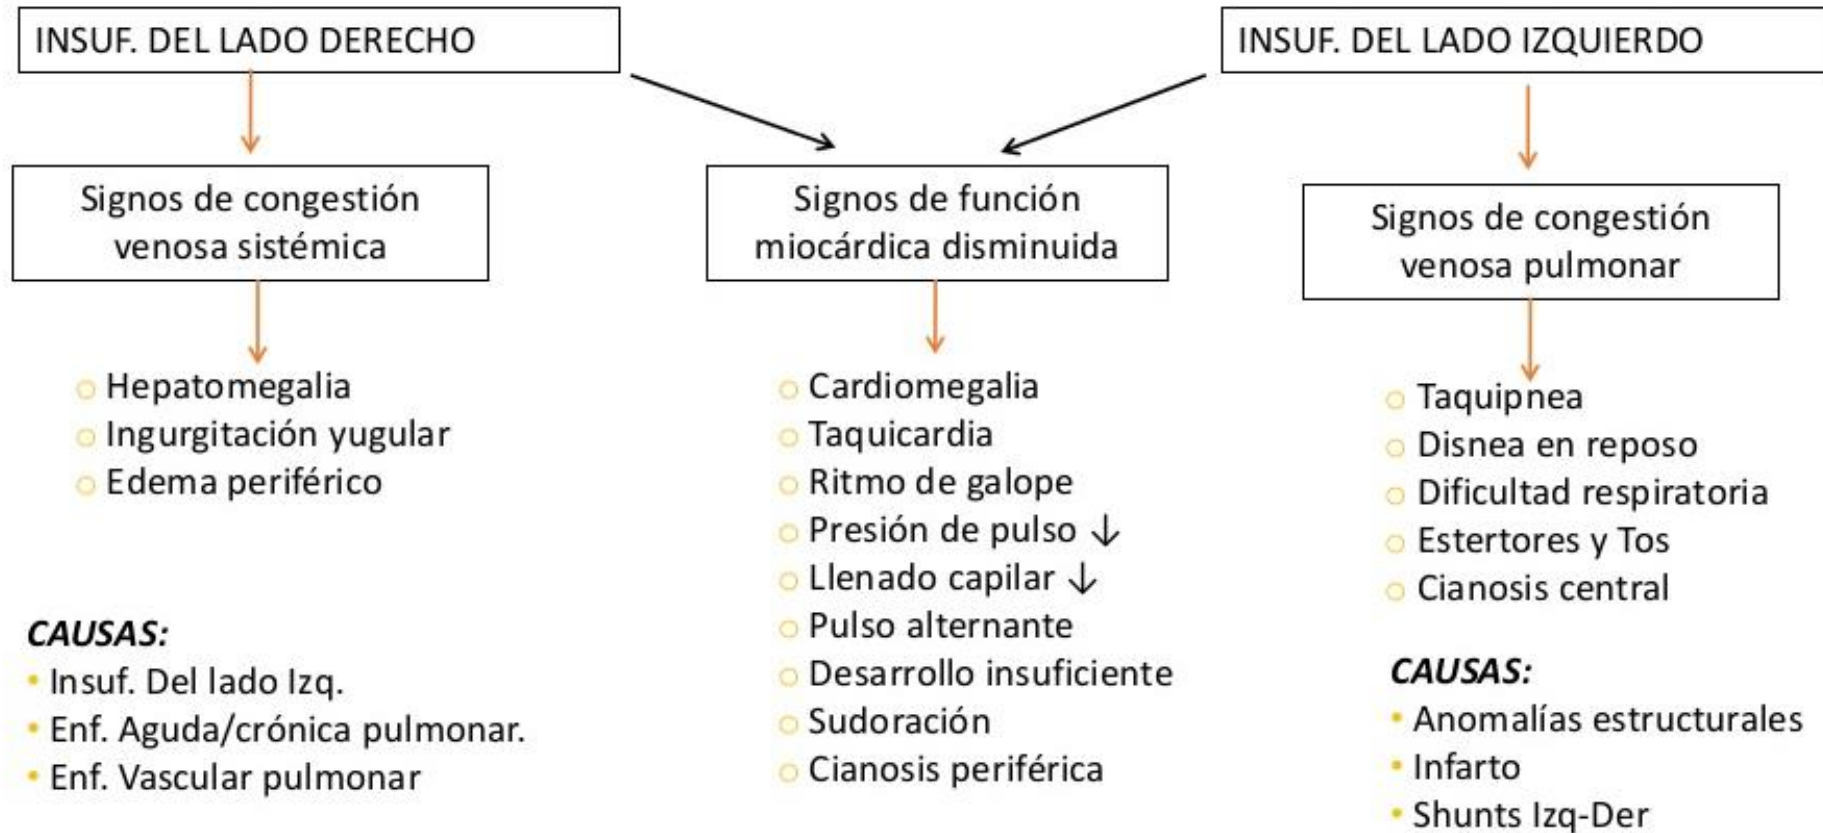 INSUF. DEL LADO DERECHO
INSUF. DEL LADO IZQUIERDO
Signos de congestión
venosa sistémica
Signos de función
miocárdica disminuida
Signos de congestión
venosa pulmonar
Hepatomegalia
Ingurgitación yugular
Edema periférico
CAUSAS:
• Insuf. Del lado Izq.
• Enf. Aguda/crónica pulmonar.
• Enf. Vascular pulmonar
Cardiomegalia
Taquicardia
Ritmo de galope
Presión de pulso ↓
Llenado capilar ↓
Pulso alternante
Desarrollo insuficiente
Sudoración
Cianosis periférica
Taquipnea
Disnea en reposo
Dificultad respiratoria
Estertores y Tos
Cianosis central
CAUSAS:
• Anomalías estructurales
• Infarto
• Shunts Izq-Der